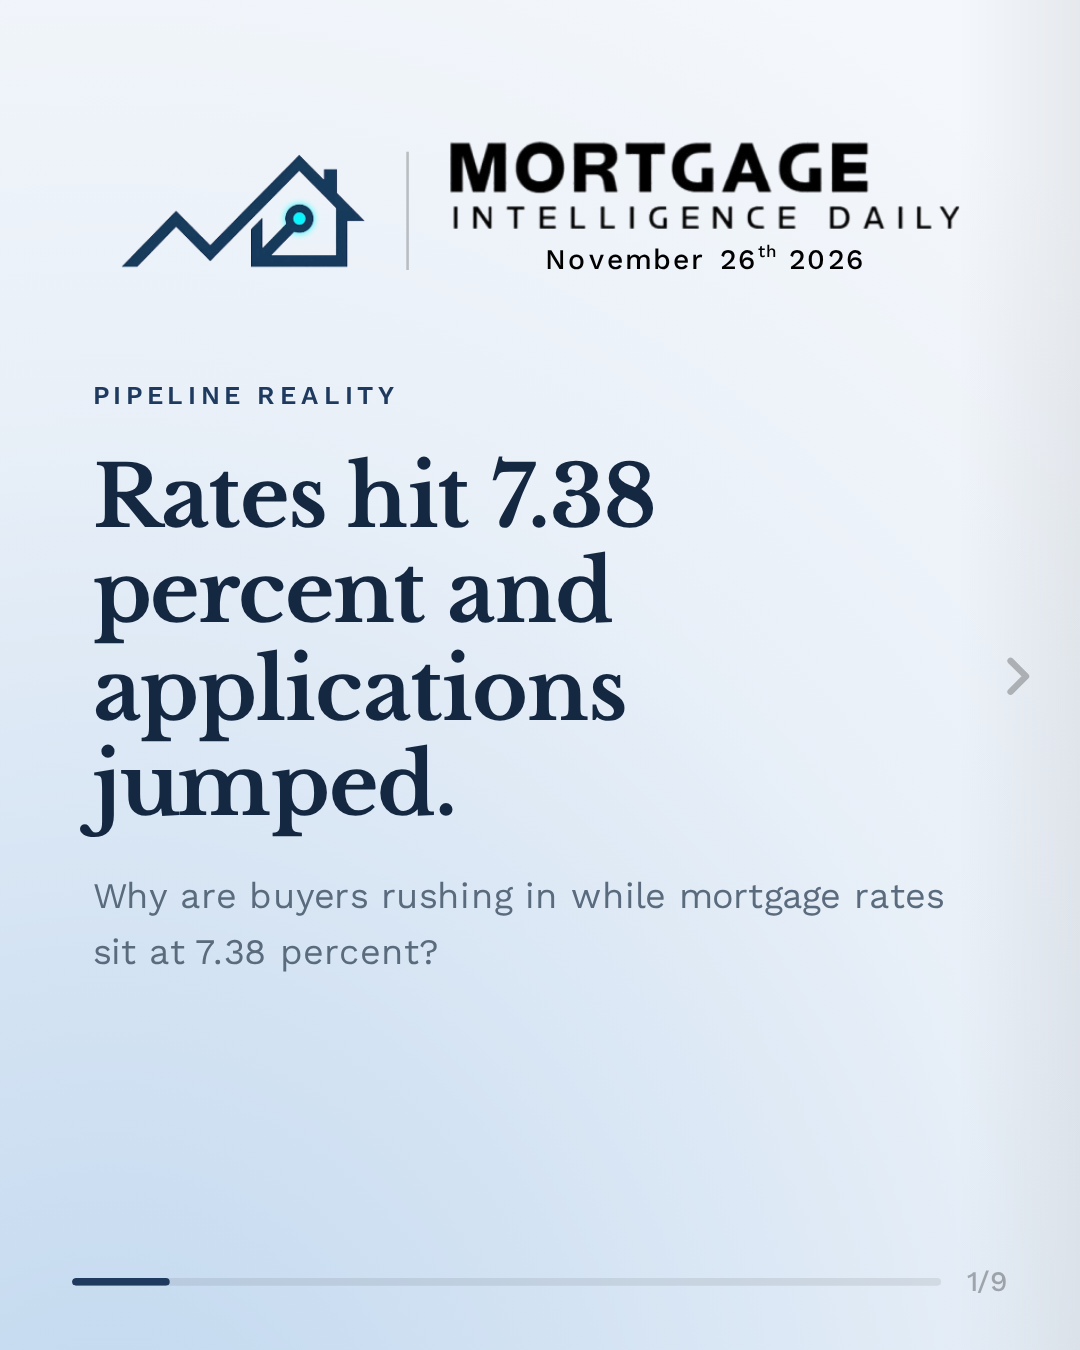 MORTGAGE
INTELLIGENCE DAILY
November 26th 2026
PIPELINE REALITY
Rates hit 7.38
percent and
applications
jumped.
Why are buyers rushing in while mortgage rates
sit at 7.38 percent?
1/9